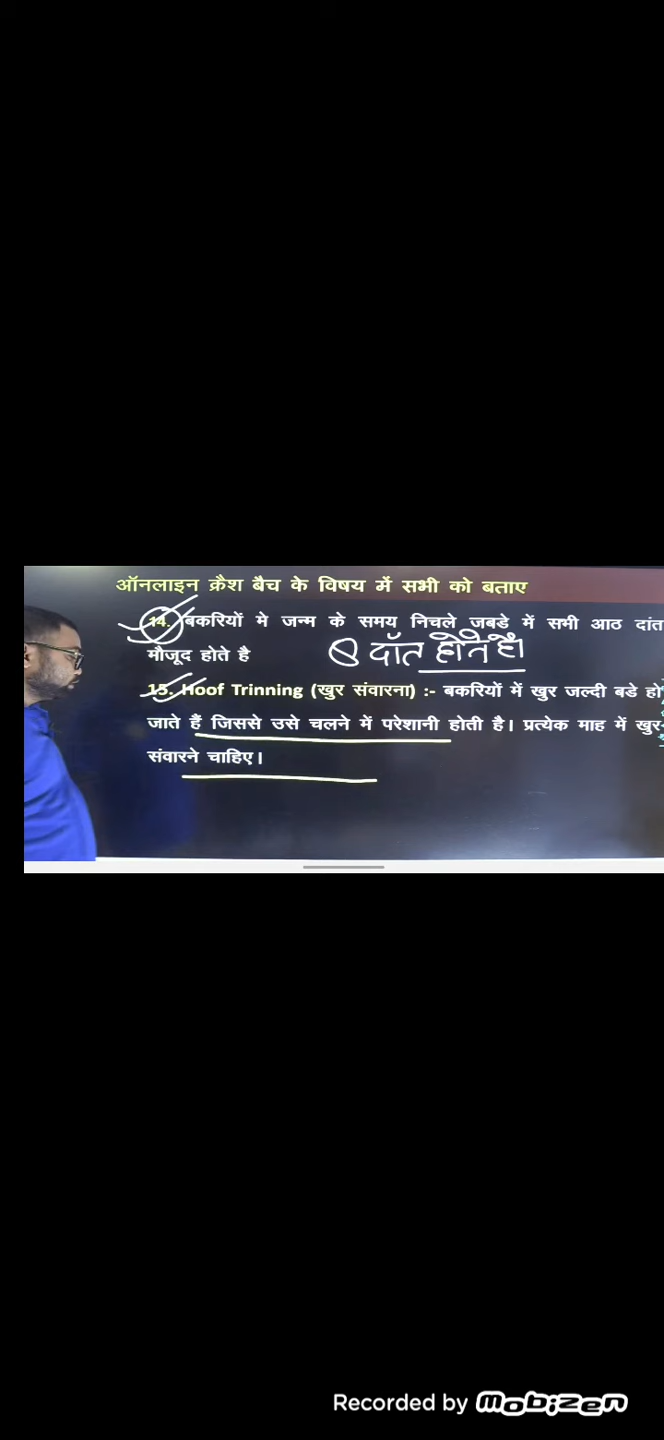 ऑनलाइन क्रैश बैच के विषय में सभी को बताए
14. बकरियों मे जन्म के समय निचले जबडे में सभी आठ दांत
मौजूद होते है
8 दाँत होते हैं।
15. Hoof Trinning (खुर संवारना) :- बकरियों में खुर जल्दी बडे हो
जाते हैं जिससे उसे चलने में परेशानी होती है। प्रत्येक माह में खुर
संवारने चाहिए।
Recorded by mobizen